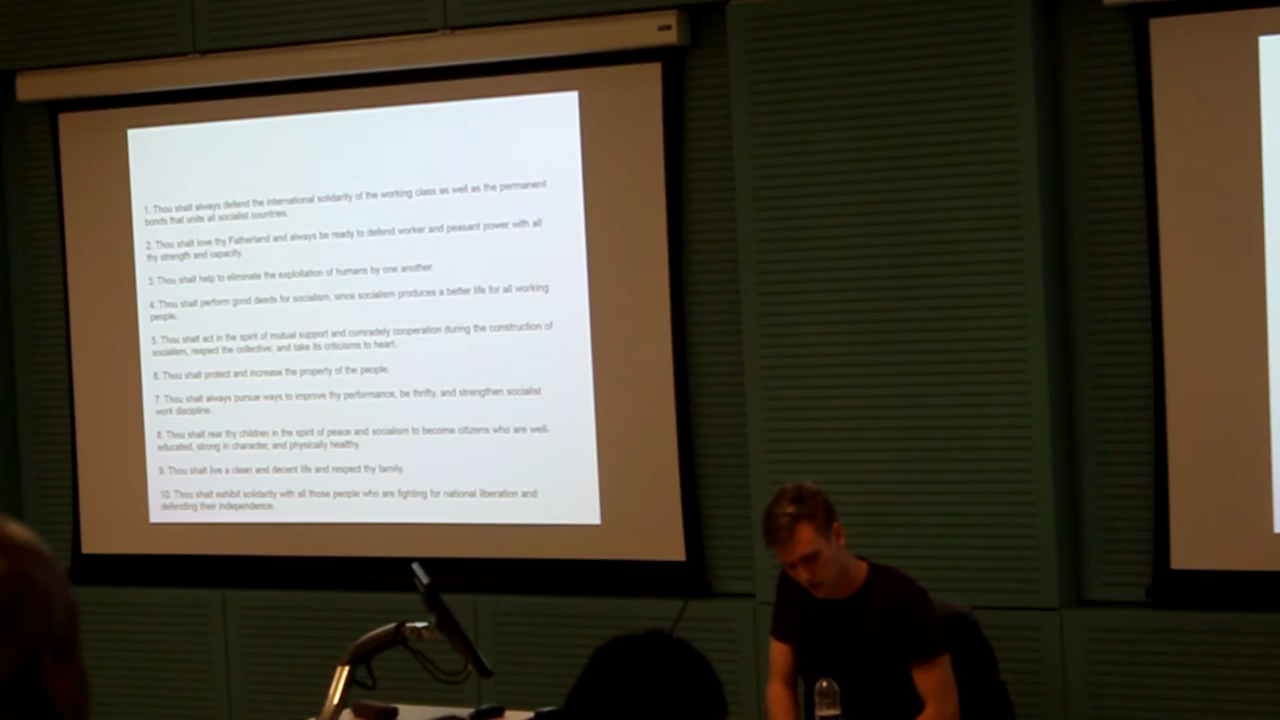 1. Thou shalt always defend the international solidarity of the working class as well as the permanent
bonds that unite all socialist countries.
2. Thou shalt love thy Fatherland and always be ready to defend worker and peasant power with all
thy strength and capacity.
3. Thou shalt help to eliminate the exploitation of humans by one another.
4. Thou shalt perform good deeds for socialism, since socialism produces a better life for all working
people.
5. Thou shalt act in the spirit of mutual support and comradely cooperation during the construction of
socialism, respect the collective, and take its criticisms to heart.
6. Thou shalt protect and increase the property of the people.
7. Thou shalt always pursue ways to improve thy performance, be thrifty, and strengthen socialist
work discipline.
8. Thou shalt rear thy children in the spirit of peace and socialism to become citizens who are well-
educated, strong in character, and physically healthy.
9. Thou shalt live a clean and decent life and respect thy family.
10. Thou shalt exhibit solidarity with all those people who are fighting for national liberation and
defending their independence.